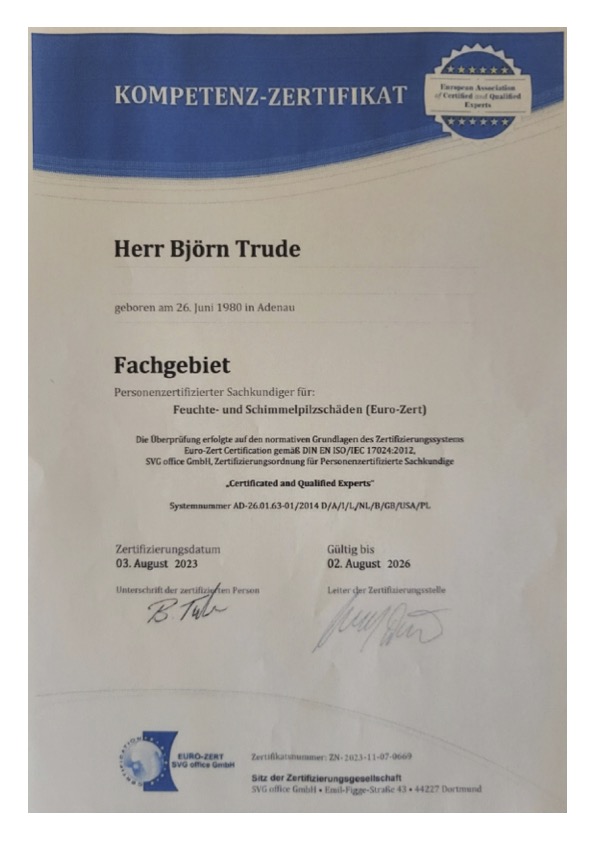 KOMPETENZ-ZERTIFIKAT
European Association
of Certified and Qualified
Experts
Herr Björn Trude
geboren am 26. Juni 1980 in Adenau
Fachgebiet
Personenzertifizierter Sachkundiger für:
Feuchte- und Schimmelpilzschäden (Euro-Zert)
Die Überprüfung erfolgte auf den normativen Grundlagen des Zertifizierungssystems
Euro-Zert Certification gemäß DIN EN ISO/IEC 17024:2012,
SVG office GmbH, Zertifizierungsordnung für Personenzertifizierte Sachkundige
„Certificated and Qualified Experts"
Systemnummer AD-26.01.63-01/2014 D/A/I/L/NL/B/GB/USA/PL
Zertifizierungsdatum Gültig bis
03. August 2023 02. August 2026
Unterschrift der zertifizierten Person Leiter der Zertifizierungsstelle
B. Trude
CERTIFICATION
EURO-ZERT
SVG office GmbH
Zertifikatsnummer: ZN-2023-11-07-0669
Sitz der Zertifizierungsgesellschaft
SVG office GmbH • Emil-Figge-Straße 43 • 44227 Dortmund